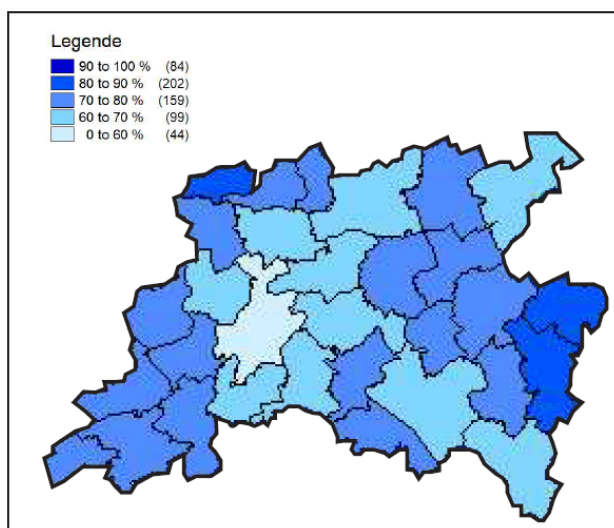 Legende
90 to 100 % (84)
80 to 90 % (202)
70 to 80 % (159)
60 to 70 % (99)
0 to 60 % (44)